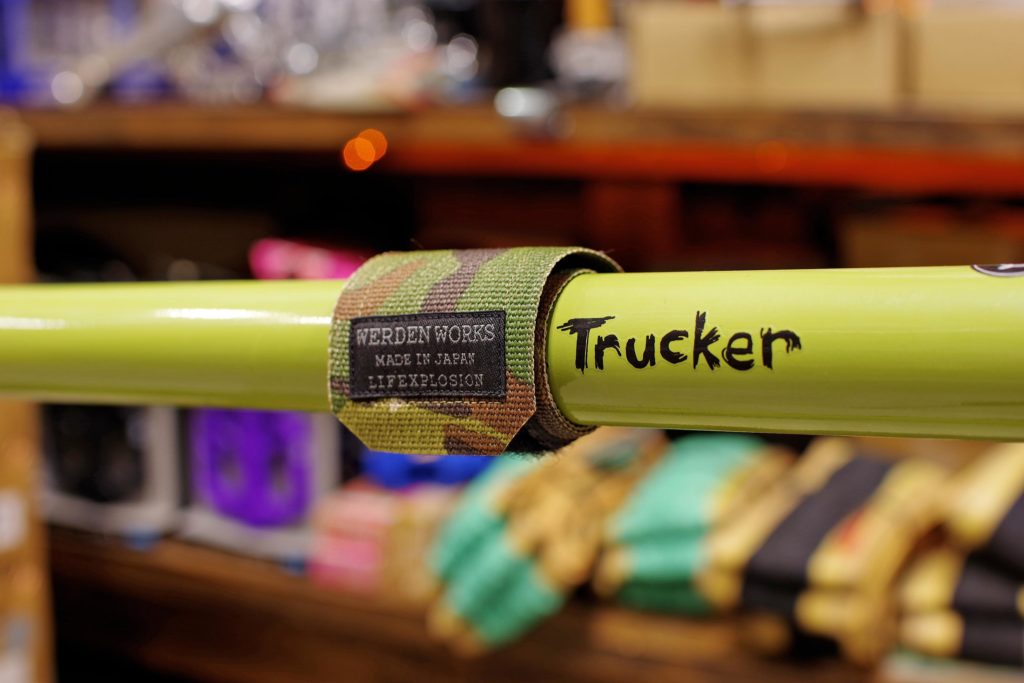 WERDEN WORKS
MADE IN JAPAN
LIFEXPLOSION
Trucker